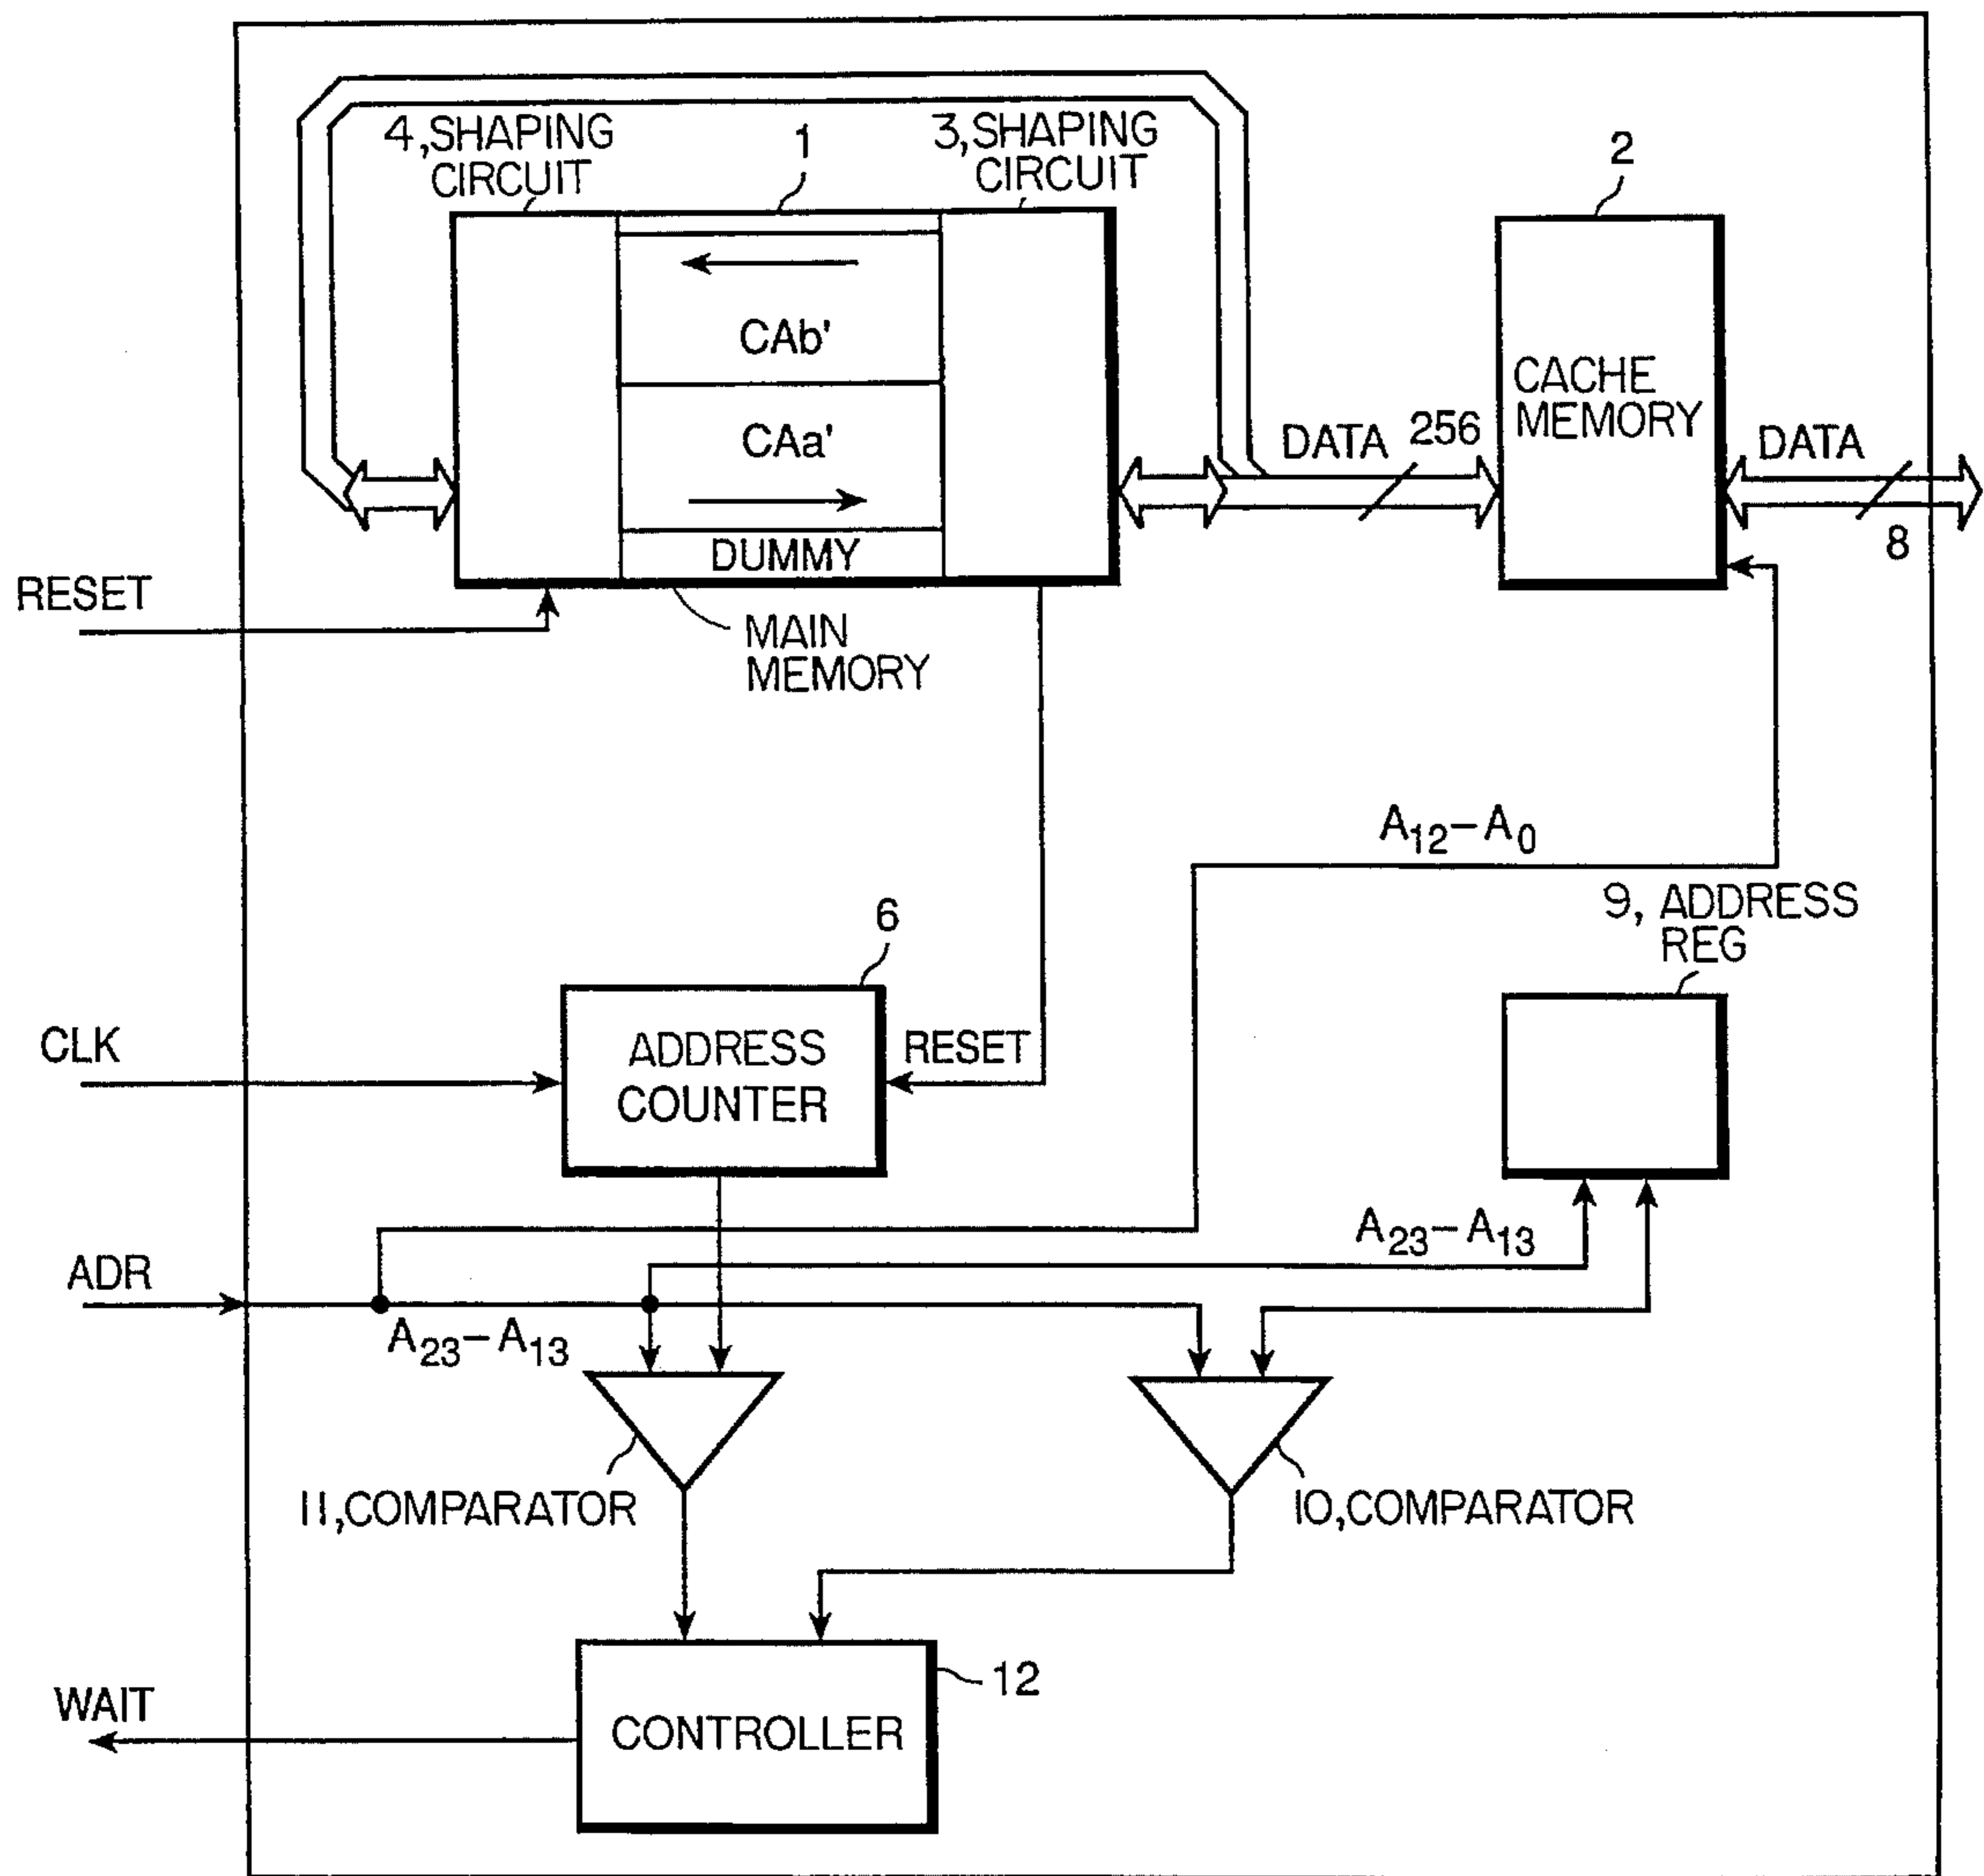 4,SHAPING
CIRCUIT
1
3,SHAPING
CIRCUIT
2
CAb'
CAa'
DUMMY
CACHE
MEMORY
DATA
256
DATA
8
RESET
MAIN
MEMORY
A12–A0
9, ADDRESS
REG
6
CLK
ADDRESS
COUNTER
RESET
ADR
A23–A13
A23–A13
11,COMPARATOR
10,COMPARATOR
12
WAIT
CONTROLLER